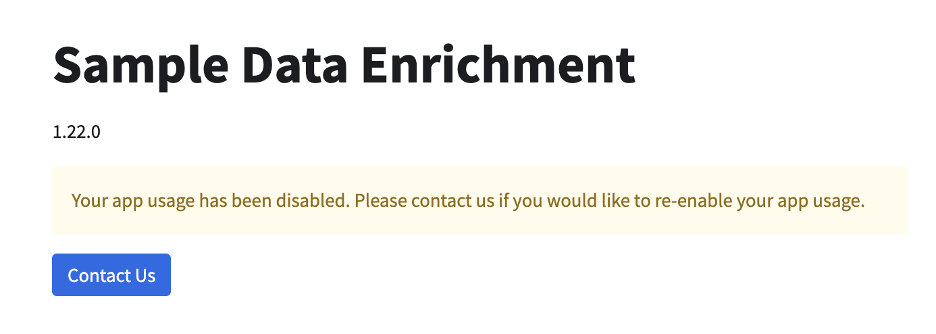 Sample Data Enrichment
1.22.0
Your app usage has been disabled. Please contact us if you would like to re-enable your app usage.
Contact Us